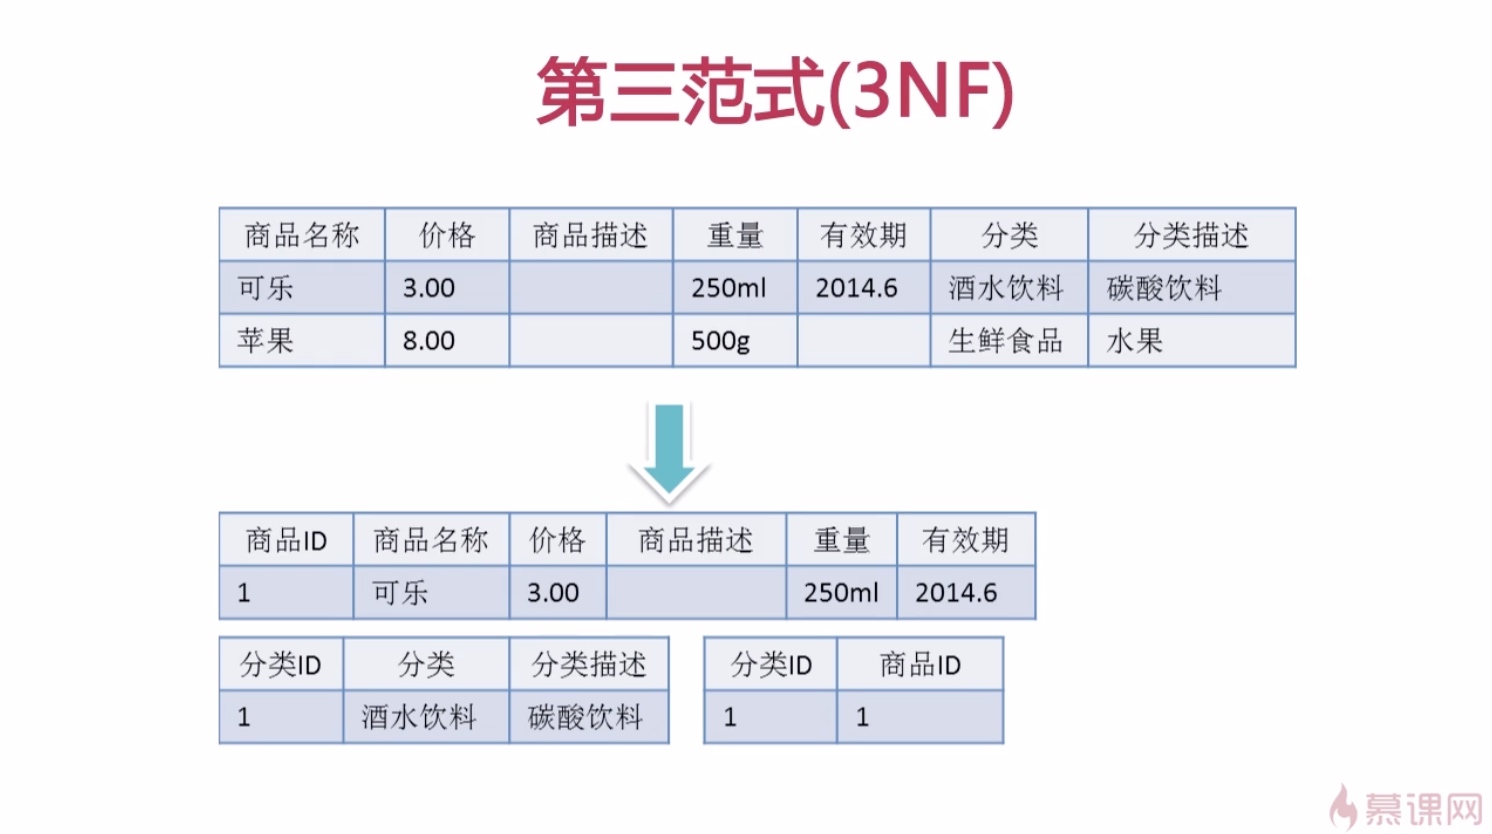 第三范式(3NF)
商品名称 价格 商品描述 重量 有效期 分类 分类描述
可乐 3.00 250ml 2014.6 酒水饮料 碳酸饮料
苹果 8.00 500g 生鲜食品 水果
商品ID 商品名称 价格 商品描述 重量 有效期
1 可乐 3.00 250ml 2014.6
分类ID 分类 分类描述
1 酒水饮料 碳酸饮料
分类ID 商品ID
1 1
慕课网